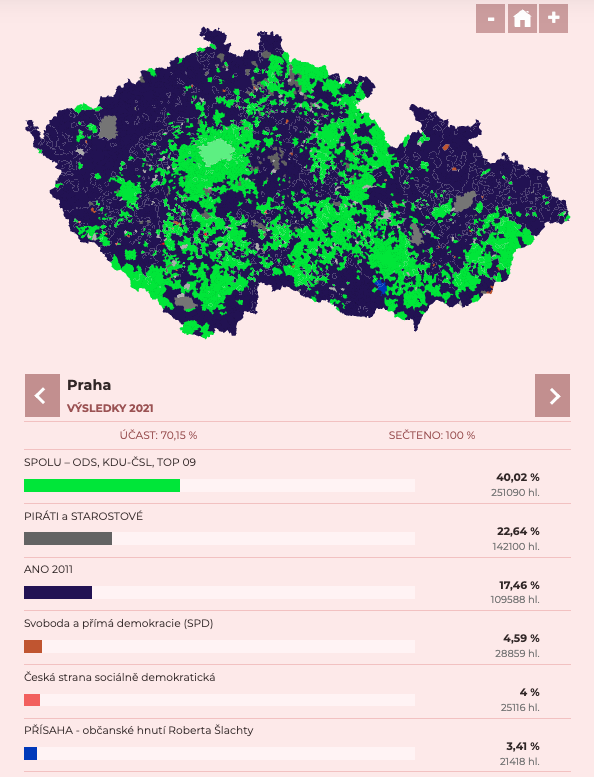 - +
Praha
VÝSLEDKY 2021
ÚČAST: 70,15 % SEČTENO: 100 %
SPOLU – ODS, KDU-ČSL, TOP 09
40,02 %
251090 hl.
PIRÁTI a STAROSTOVÉ
22,64 %
142100 hl.
ANO 2011
17,46 %
109588 hl.
Svoboda a přímá demokracie (SPD)
4,59 %
28859 hl.
Česká strana sociálně demokratická
4 %
25116 hl.
PŘÍSAHA - občanské hnutí Roberta Šlachty
3,41 %
21418 hl.